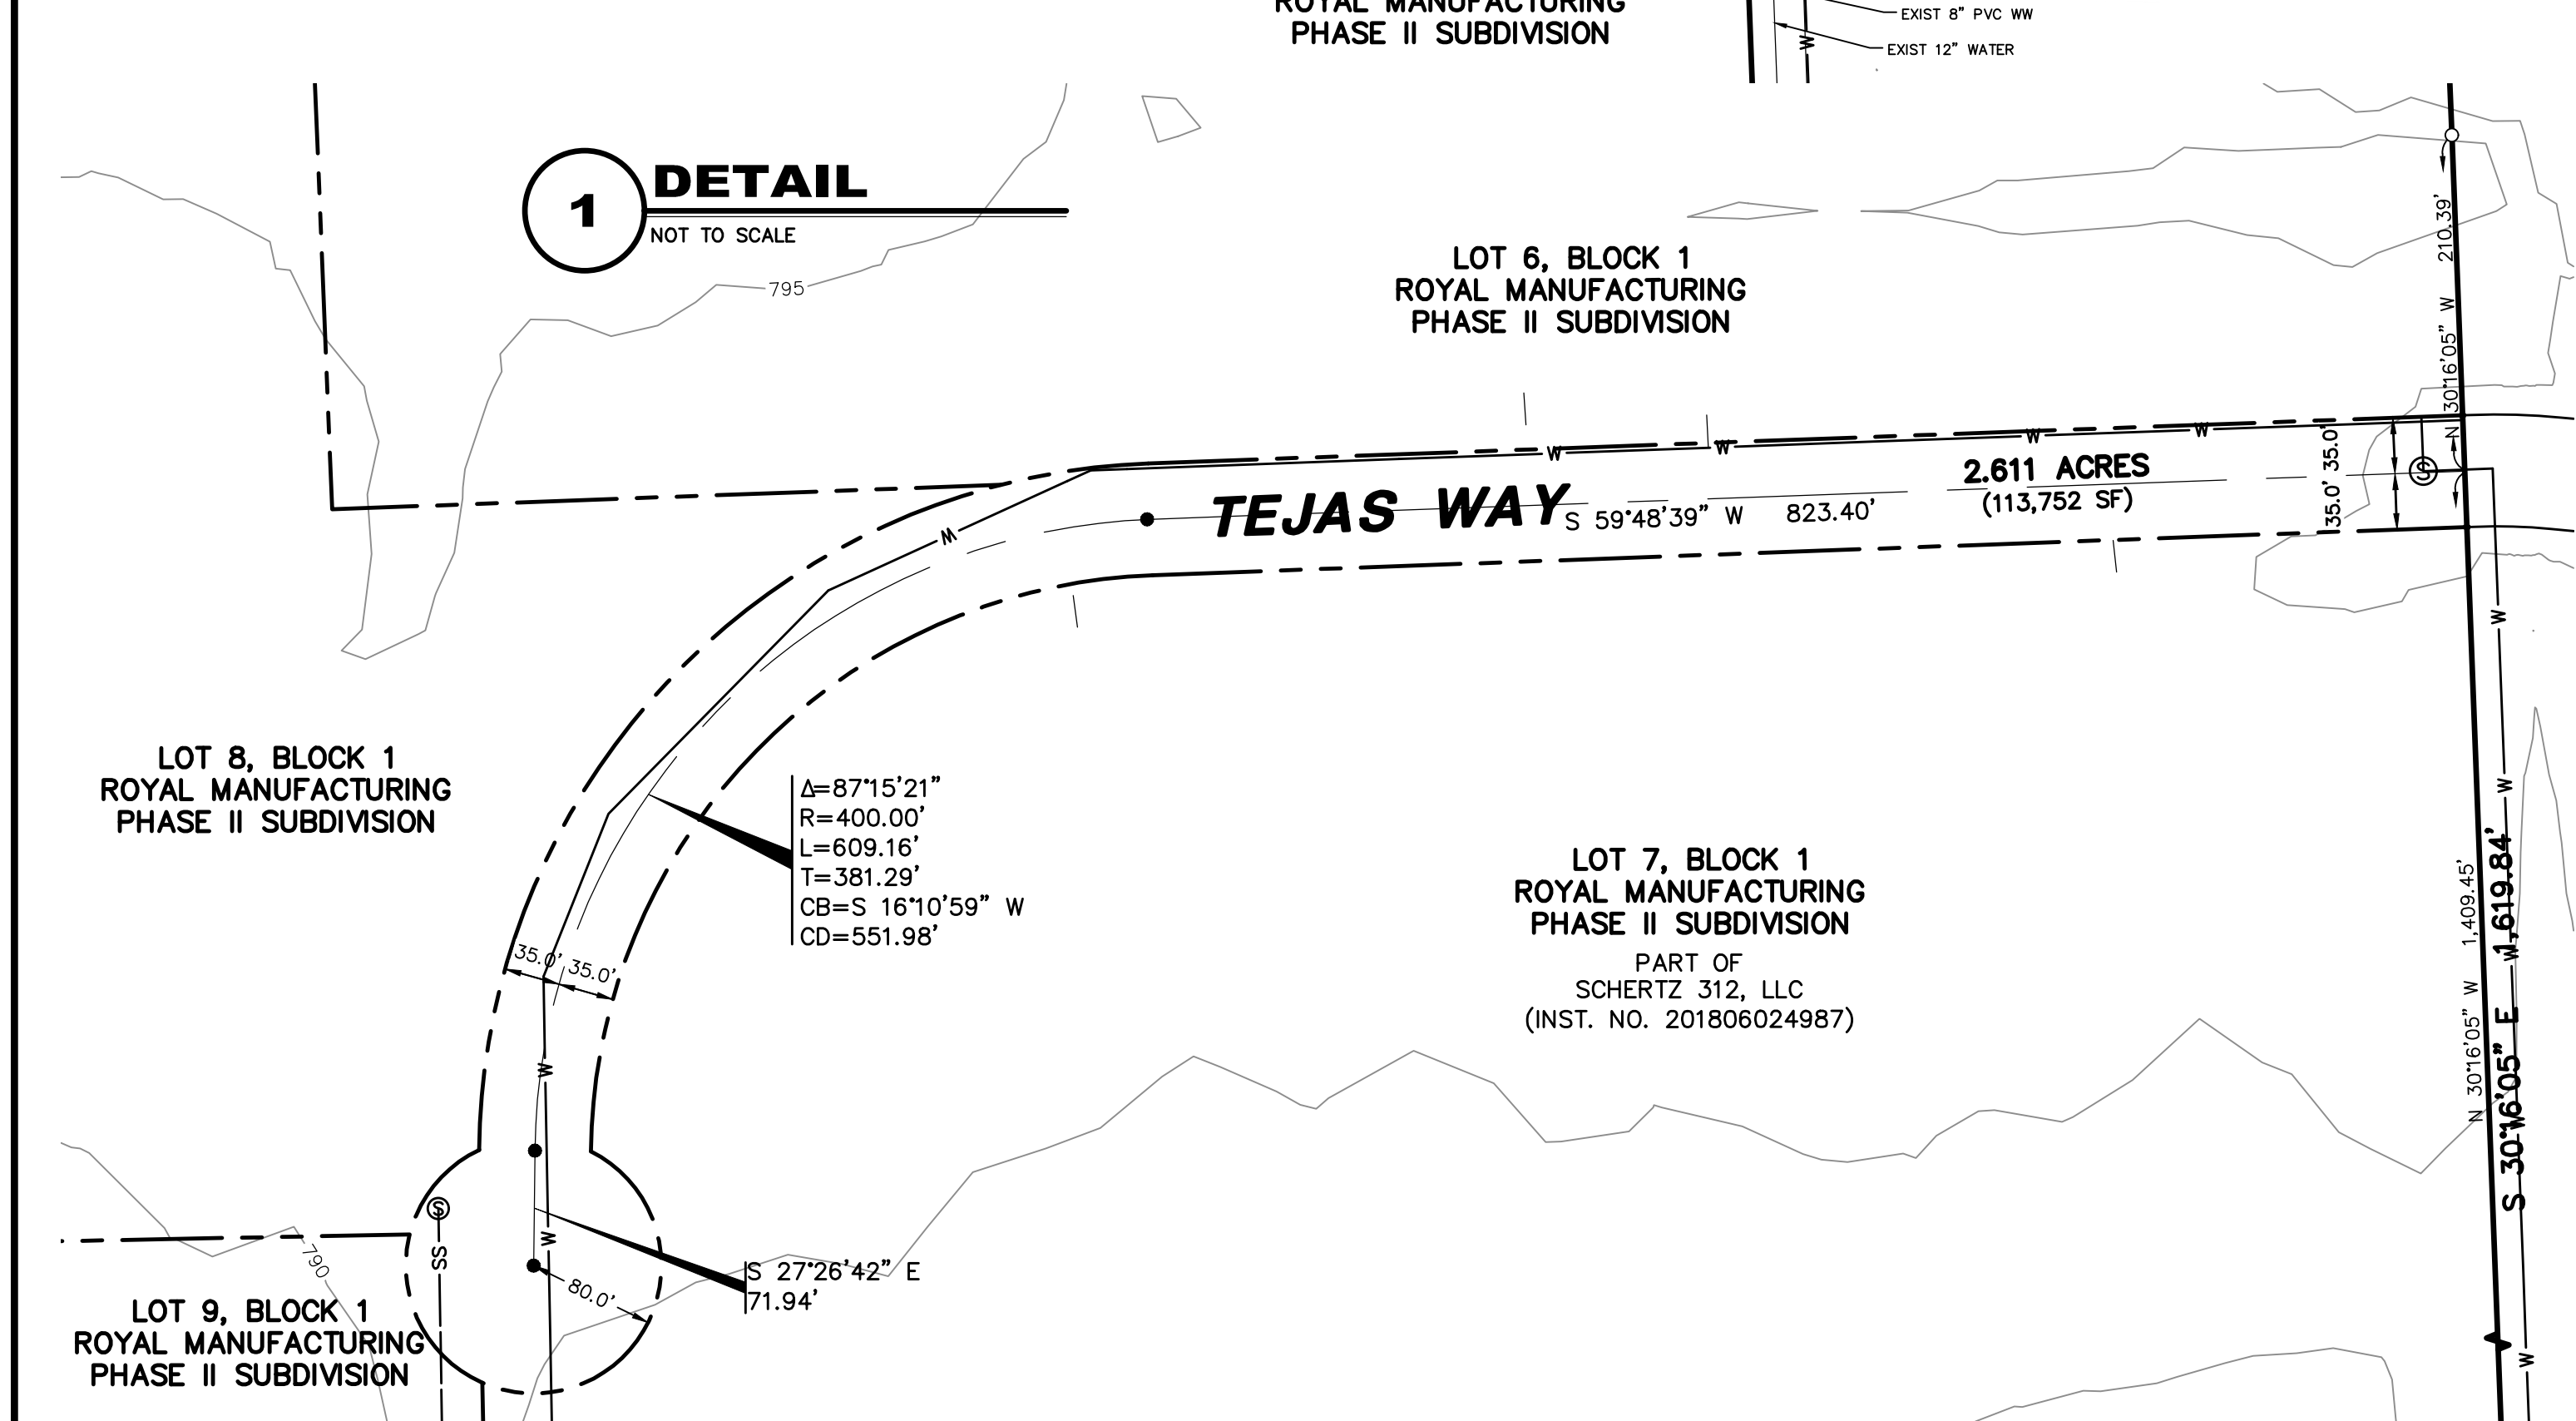 ROYAL MANUFACTURING
PHASE II SUBDIVISION
EXIST 8" PVC WW
EXIST 12" WATER
W
1
DETAIL
NOT TO SCALE
795
LOT 6, BLOCK 1
ROYAL MANUFACTURING
PHASE II SUBDIVISION
N 30°16'05" W 210.39'
W
W
W
W
W
TEJAS WAY
S 59°48'39" W 823.40'
2.611 ACRES
(113,752 SF)
35.0' 35.0'
S
W
LOT 8, BLOCK 1
ROYAL MANUFACTURING
PHASE II SUBDIVISION
Δ=87°15'21"
R=400.00'
L=609.16'
T=381.29'
CB=S 16°10'59" W
CD=551.98'
35.0' 35.0'
LOT 7, BLOCK 1
ROYAL MANUFACTURING
PHASE II SUBDIVISION
PART OF
SCHERTZ 312, LLC
(INST. NO. 201806024987)
N 30°16'05" W 1,409.45'
S 30°16'05" E 1,619.84'
W
W
W
W
W
W
S
SS
W
790
80.0'
S 27°26'42" E
71.94'
LOT 9, BLOCK 1
ROYAL MANUFACTURING
PHASE II SUBDIVISION